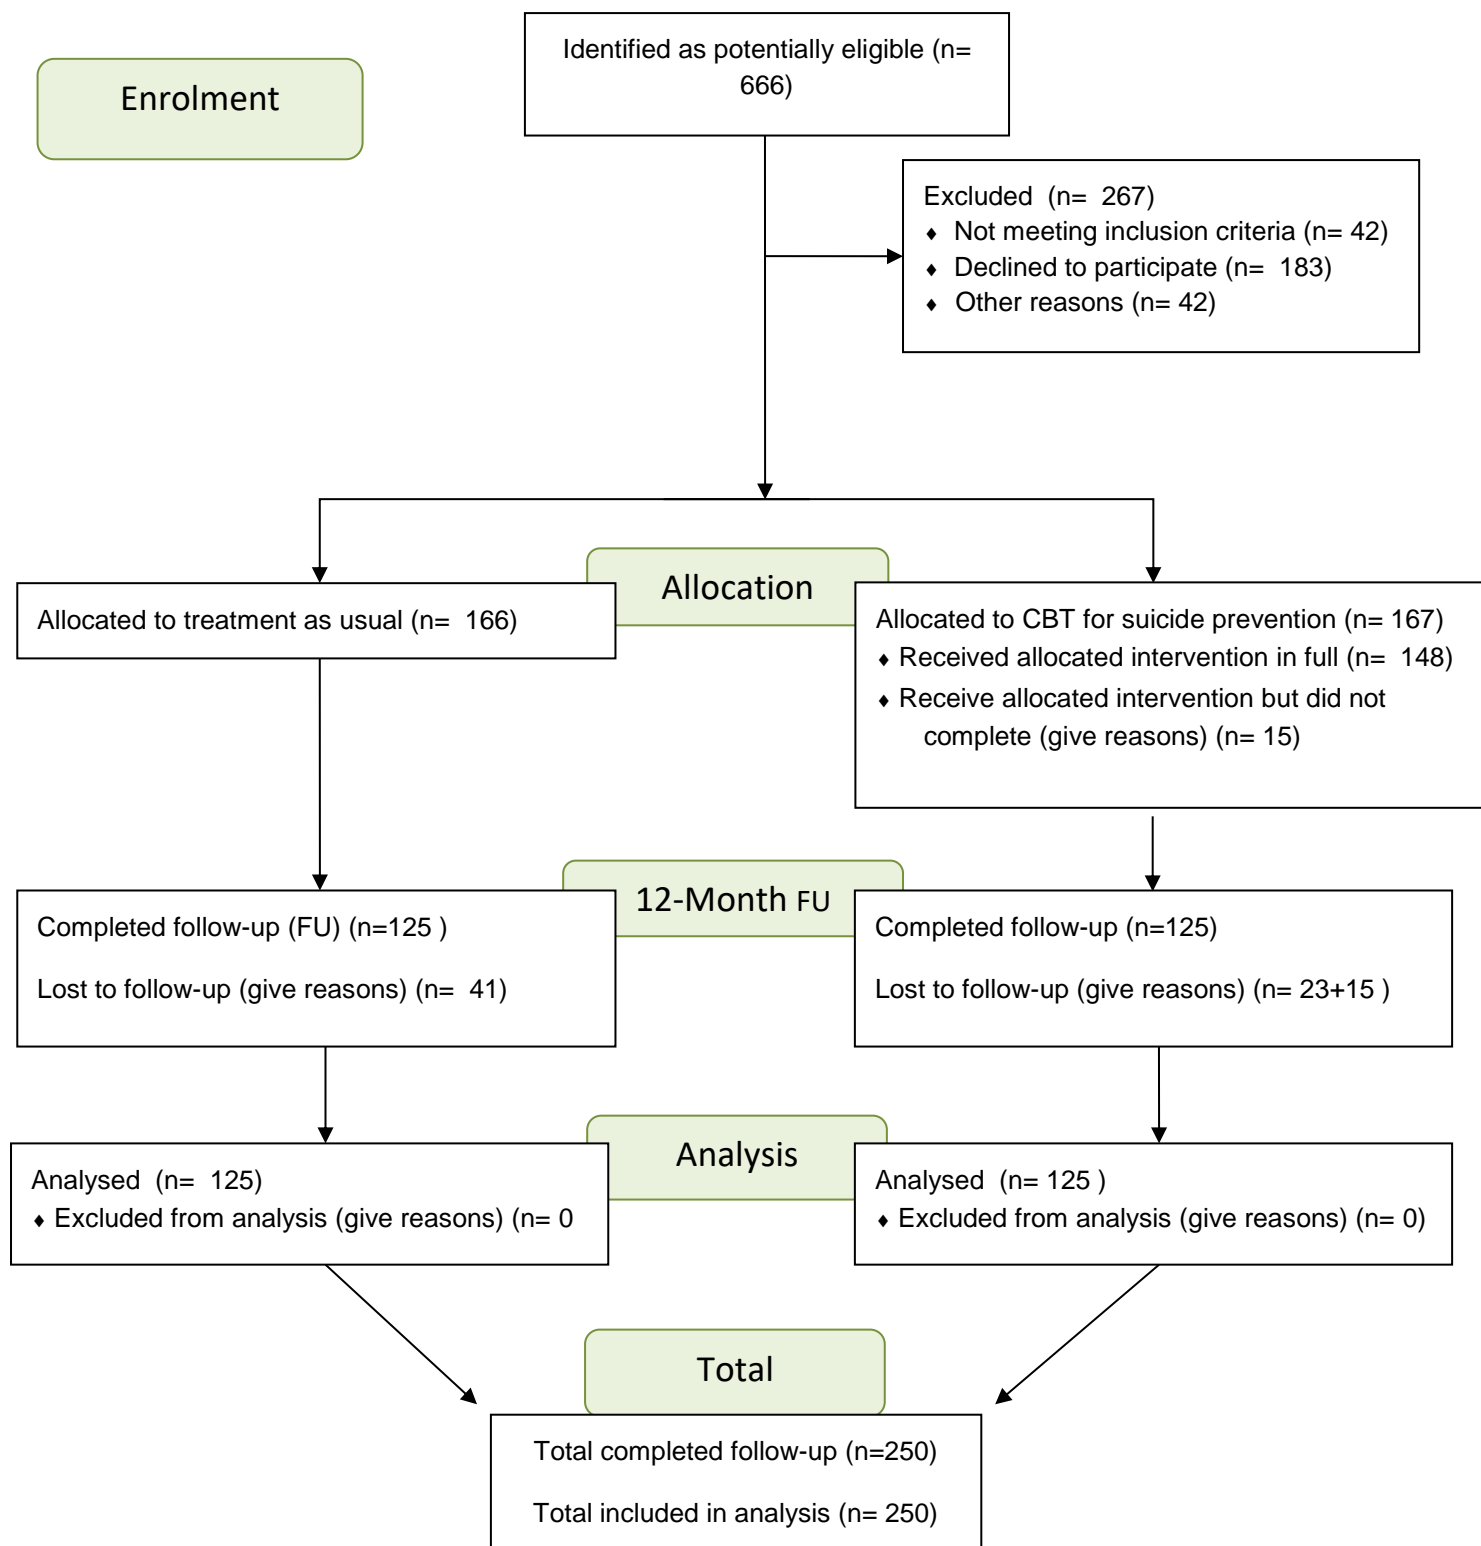 Identified as potentially eligible (n=
666)
Enrolment
Excluded  (n=  267)
♦ Not meeting inclusion criteria (n= 42)
♦ Declined to participate (n=  183)
♦ Other reasons (n= 42)
Allocation
Allocated to treatment as usual (n=  166)
Allocated to CBT for suicide prevention (n= 167)
♦ Received allocated intervention in full (n=  148)
♦ Receive allocated intervention but did not
complete (give reasons) (n= 15)
12-Month FU
Completed follow-up (FU) (n=125 )
Lost to follow-up (give reasons) (n=  41)
Completed follow-up (n=125)
Lost to follow-up (give reasons) (n= 23+15 )
Analysis
Analysed  (n=  125)
♦ Excluded from analysis (give reasons) (n= 0
Analysed  (n= 125 )
♦ Excluded from analysis (give reasons) (n= 0)
Total
Total completed follow-up (n=250)
Total included in analysis (n= 250)